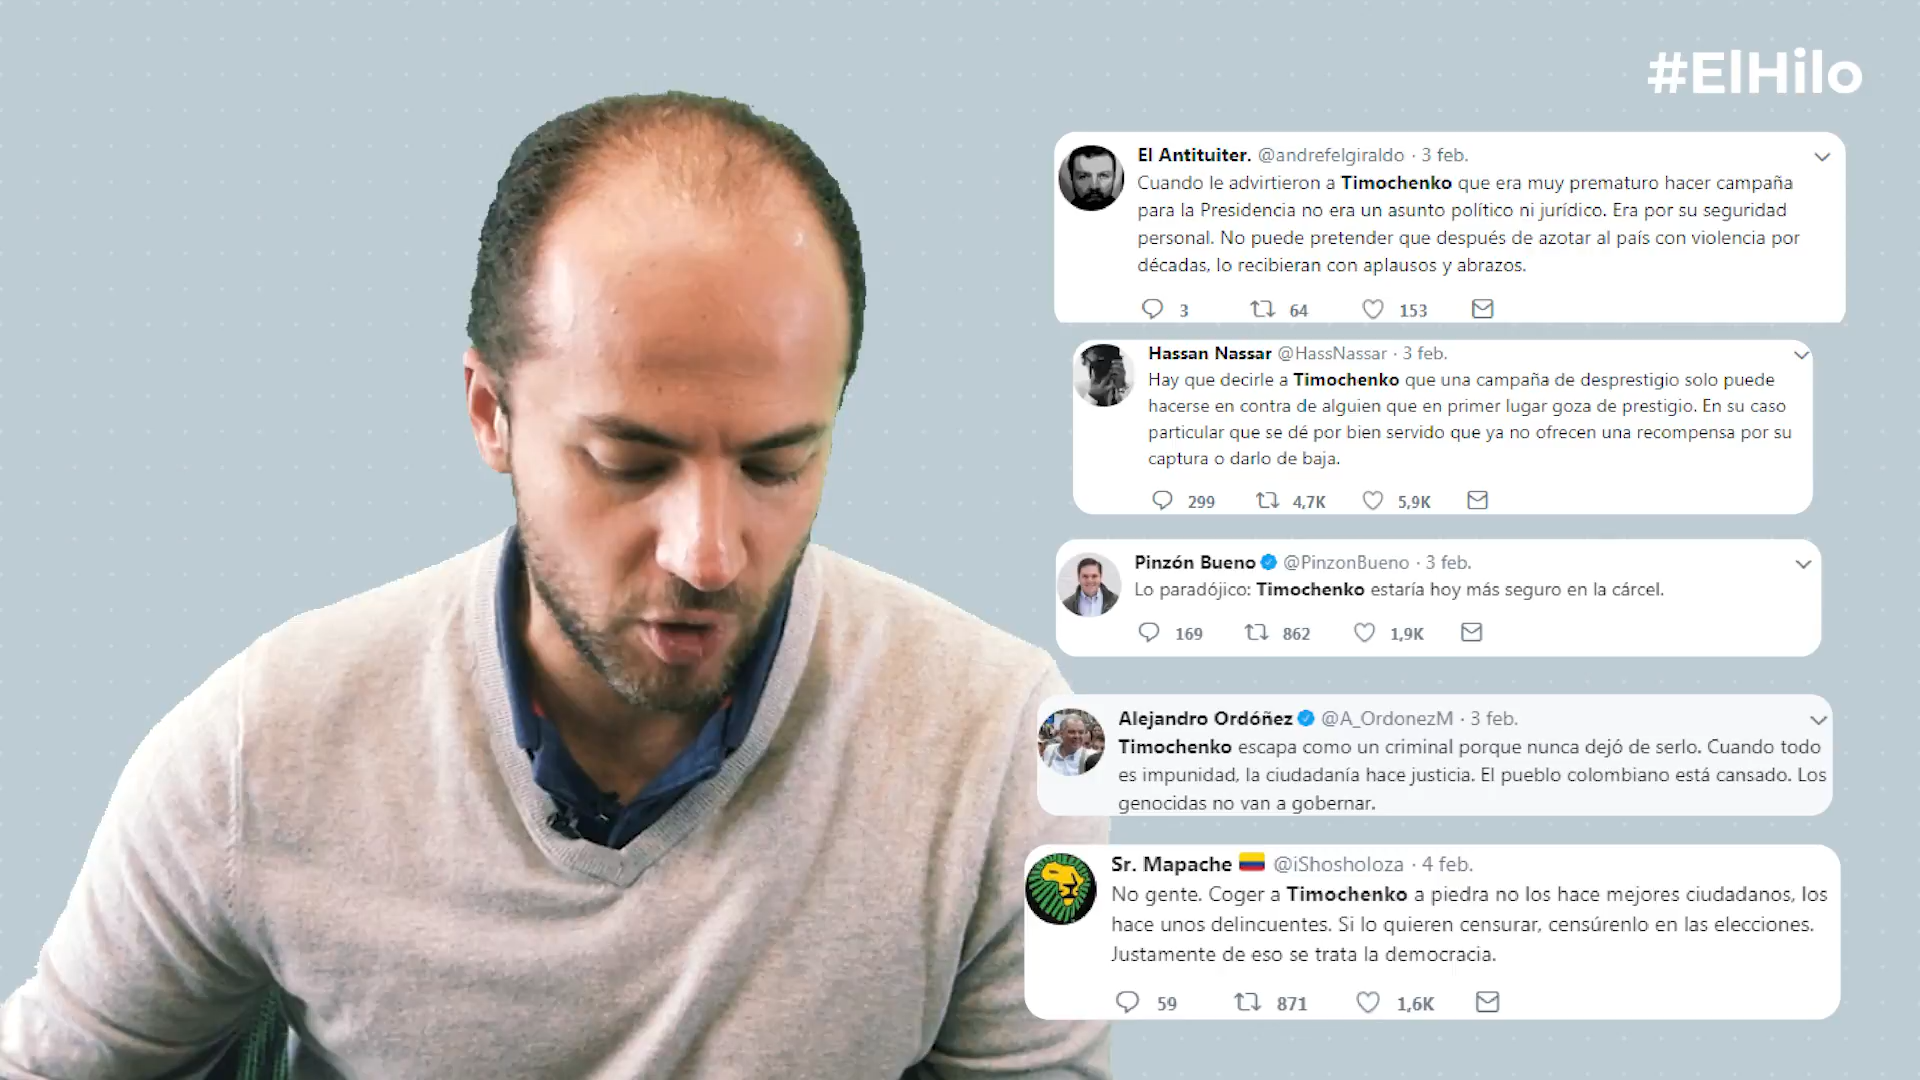 #ElHilo
El Antituiter. @andrefelgiraldo · 3 feb.
Cuando le advirtieron a Timochenko que era muy prematuro hacer campaña
para la Presidencia no era un asunto político ni jurídico. Era por su seguridad
personal. No puede pretender que después de azotar al país con violencia por
décadas, lo recibieran con aplausos y abrazos.
3 64 153
Hassan Nassar @HassNassar · 3 feb.
Hay que decirle a Timochenko que una campaña de desprestigio solo puede
hacerse en contra de alguien que en primer lugar goza de prestigio. En su caso
particular que se dé por bien servido que ya no ofrecen una recompensa por su
captura o darlo de baja.
299 4,7K 5,9K
Pinzón Bueno @PinzonBueno · 3 feb.
Lo paradójico: Timochenko estaría hoy más seguro en la cárcel.
169 862 1,9K
Alejandro Ordóñez @A_OrdonezM · 3 feb.
Timochenko escapa como un criminal porque nunca dejó de serlo. Cuando todo
es impunidad, la ciudadanía hace justicia. El pueblo colombiano está cansado. Los
genocidas no van a gobernar.
Sr. Mapache @iShosholoza · 4 feb.
No gente. Coger a Timochenko a piedra no los hace mejores ciudadanos, los
hace unos delincuentes. Si lo quieren censurar, censúrenlo en las elecciones.
Justamente de eso se trata la democracia.
59 871 1,6K